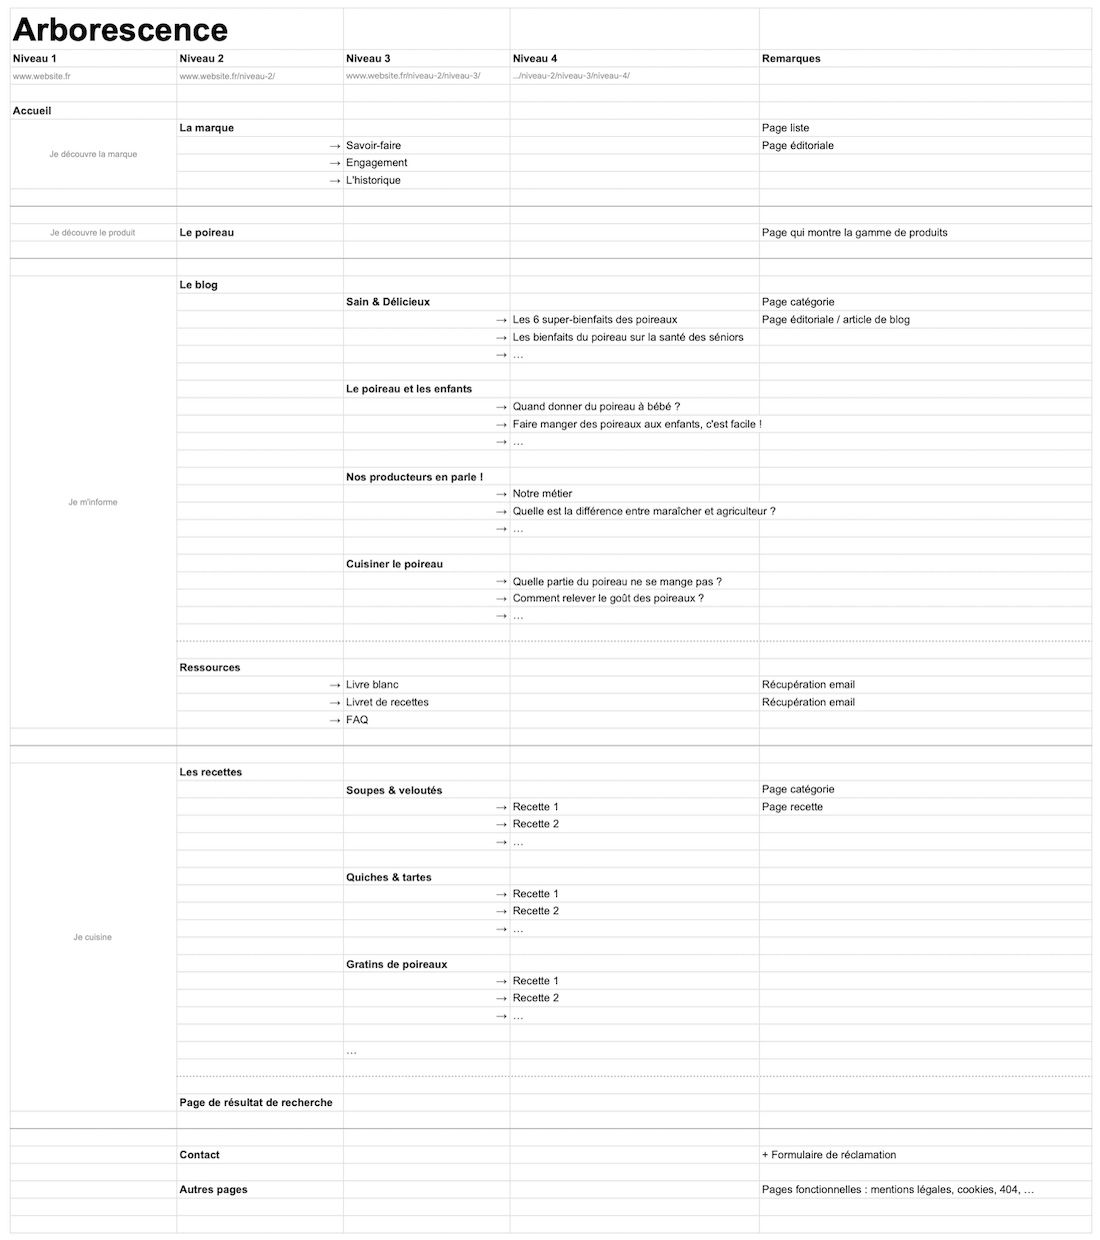 Arborescence
Niveau 1 Niveau 2 Niveau 3 Niveau 4 Remarques
www.website.fr www.website.fr/niveau-2/ www.website.fr/niveau-2/niveau-3/ .../niveau-2/niveau-3/niveau-4/
Accueil
La marque Page liste
→ Savoir-faire Page éditoriale
Je découvre la marque
→ Engagement
→ L'historique
Je découvre le produit Le poireau Page qui montre la gamme de produits
Le blog
Sain & Délicieux Page catégorie
→ Les 6 super-bienfaits des poireaux Page éditoriale / article de blog
→ Les bienfaits du poireau sur la santé des séniors
→ …
Le poireau et les enfants
→ Quand donner du poireau à bébé ?
→ Faire manger des poireaux aux enfants, c'est facile !
→ …
Nos producteurs en parle !
→ Notre métier
Je m'informe
→ Quelle est la différence entre maraîcher et agriculteur ?
→ …
Cuisiner le poireau
→ Quelle partie du poireau ne se mange pas ?
→ Comment relever le goût des poireaux ?
→ …
Ressources
→ Livre blanc Récupération email
→ Livret de recettes Récupération email
→ FAQ
Les recettes
Soupes & veloutés Page catégorie
→ Recette 1 Page recette
→ Recette 2
→ …
Quiches & tartes
→ Recette 1
→ Recette 2
→ …
Je cuisine
Gratins de poireaux
→ Recette 1
→ Recette 2
→ …
…
Page de résultat de recherche
Contact + Formulaire de réclamation
Autres pages Pages fonctionnelles : mentions légales, cookies, 404, …